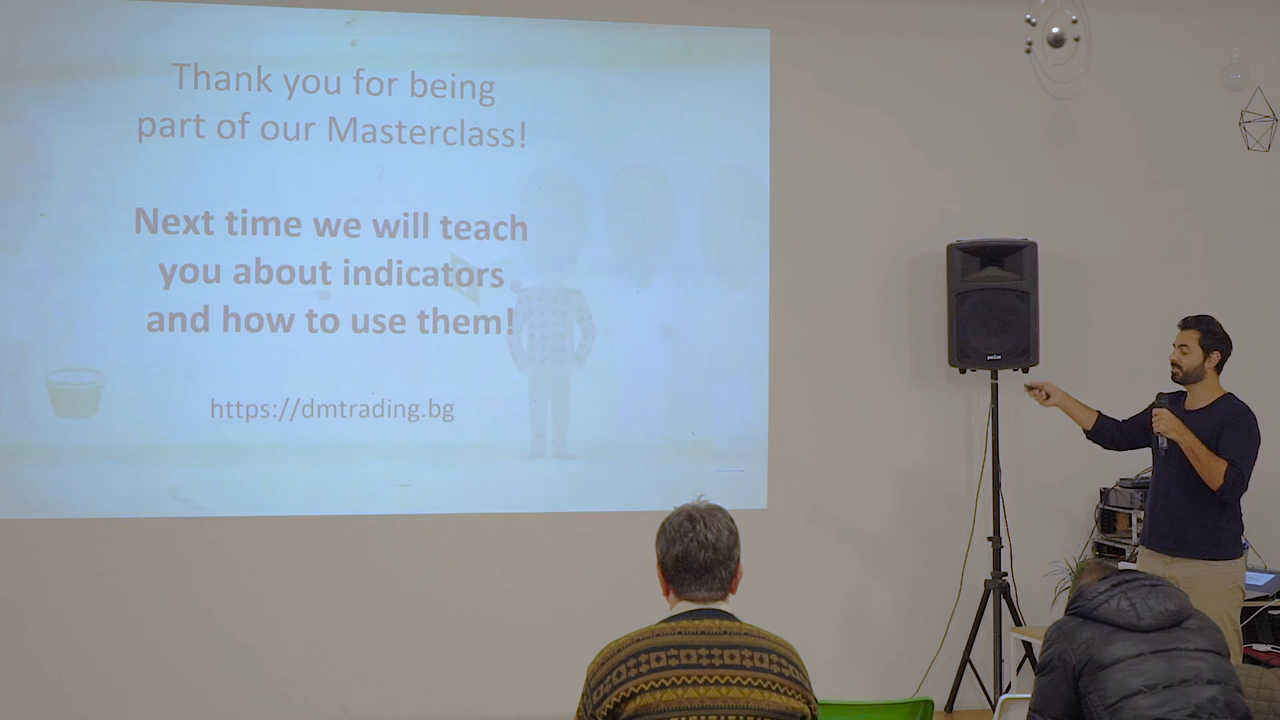 Thank you for being
part of our Masterclass!
Next time we will teach
you about indicators
and how to use them!
https://dmtrading.bg